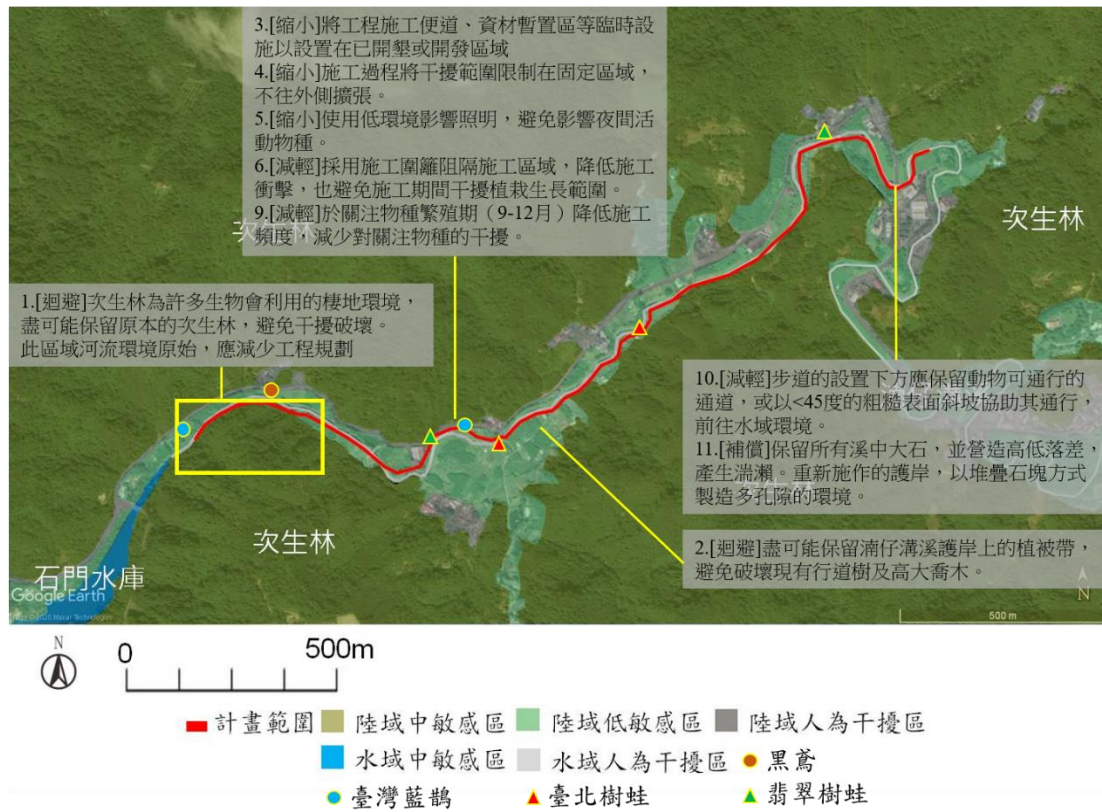 3.[縮小]將工程施工便道、資材暫置區等臨時設
施以設置在已開墾或開發區域
4.[縮小]施工過程將干擾範圍限制在固定區域，
不往外側擴張。
5.[縮小]使用低環境影響照明，避免影響夜間活
動物種。
6.[減輕]採用施工圍籬阻隔施工區域，降低施工
衝擊，也避免施工期間干擾植栽生長範圍。
9.[減輕]於關注物種繁殖期（9-12月）降低施工
頻度，減少對關注物種的干擾。
次生林
次生林
1.[迴避]次生林為許多生物會利用的棲地環境，
盡可能保留原本的次生林，避免干擾破壞。
此區域河流環境原始，應減少工程規劃
10.[減輕]步道的設置下方應保留動物可通行的
通道，或以<45度的粗糙表面斜坡協助其通行，
前往水域環境。
11.[補償]保留所有溪中大石，並營造高低落差，
產生湍瀨。重新施作的護岸，以堆疊石塊方式
製造多孔隙的環境。
次生林
2.[迴避]盡可能保留湳仔溝溪護岸上的植被帶，
避免破壞現有行道樹及高大喬木。
石門水庫
Google Earth
500 m
N
N
0
500m
計畫範圍
陸域中敏感區
陸域低敏感區
陸域人為干擾區
水域中敏感區
水域人為干擾區
黑鳶
臺灣藍鵲
臺北樹蛙
翡翠樹蛙